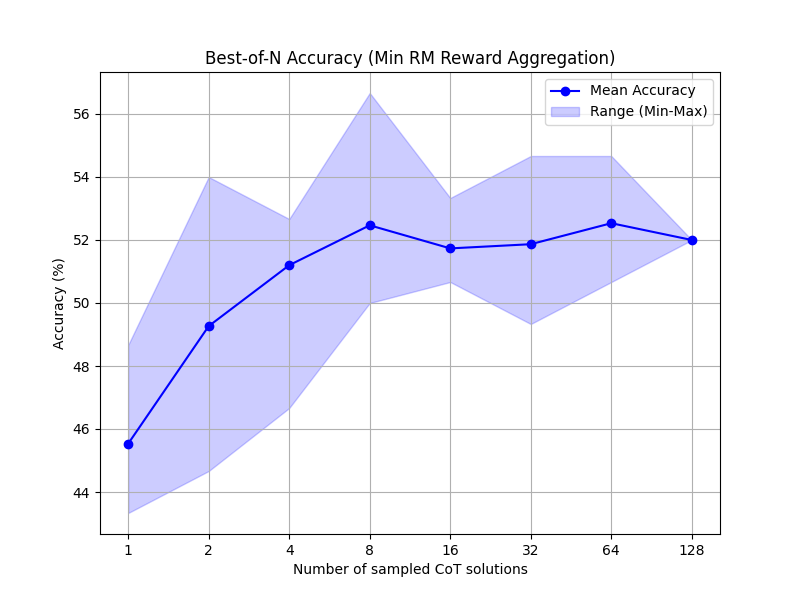 Best-of-N Accuracy (Min RM Reward Aggregation)
Mean Accuracy
Range (Min-Max)
56
54
52
50
48
46
44
Accuracy (%)
1 2 4 8 16 32 64 128
Number of sampled CoT solutions